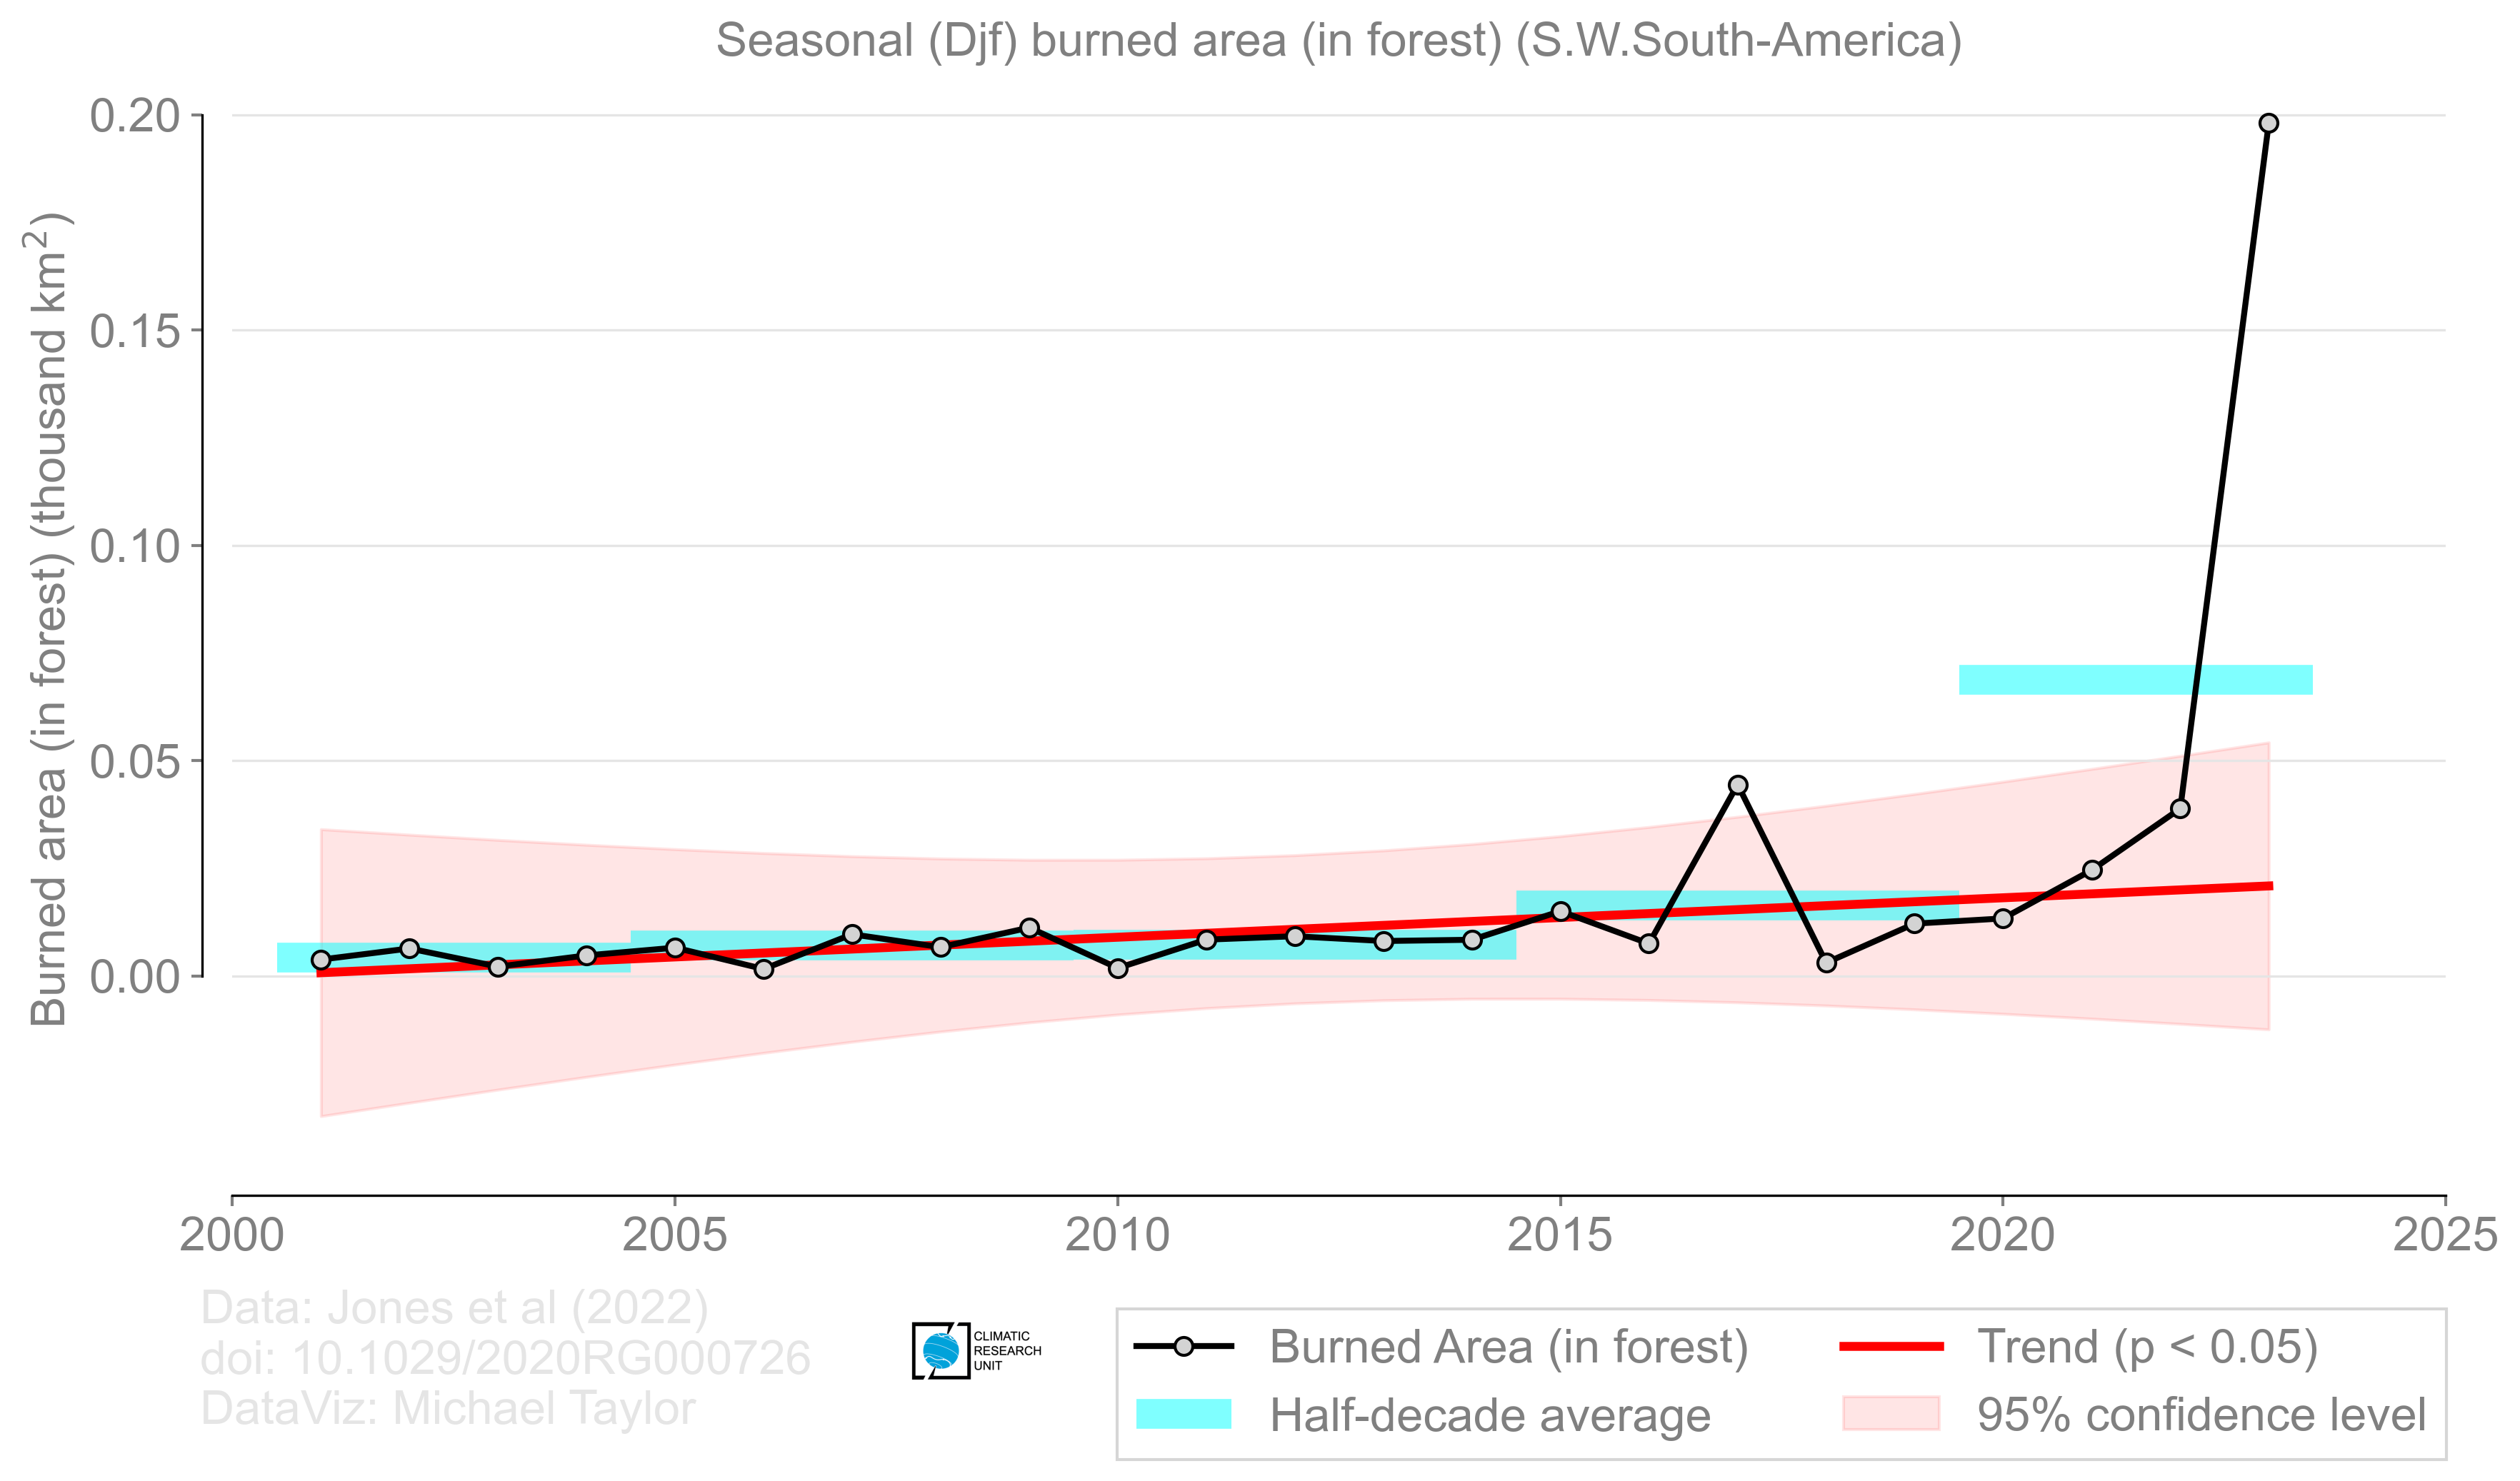 Seasonal (Djf) burned area (in forest) (S.W.South-America)
Burned area (in forest) (thousand km²)
0.20
0.15
0.10
0.05
0.00
2000 2005 2010 2015 2020 2025
Data: Jones et al (2022)
doi: 10.1029/2020RG000726
DataViz: Michael Taylor
CLIMATIC
RESEARCH
UNIT
Burned Area (in forest)
Half-decade average
Trend (p < 0.05)
95% confidence level